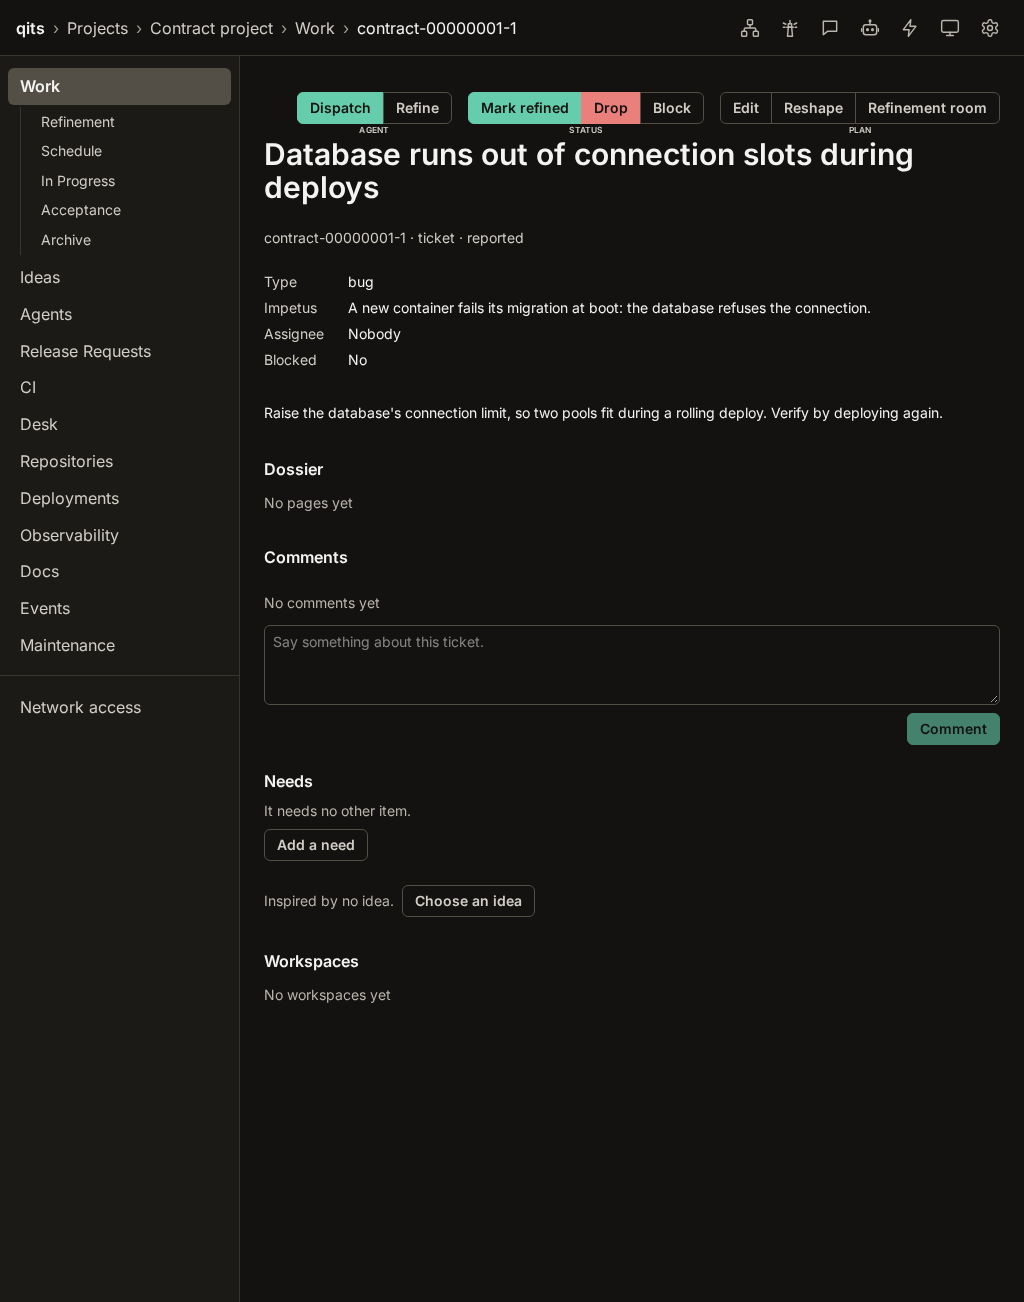 qits › Projects › Contract project › Work › contract-00000001-1
Work
Refinement
Schedule
In Progress
Acceptance
Archive
Ideas
Agents
Release Requests
CI
Desk
Repositories
Deployments
Observability
Docs
Events
Maintenance
Network access
Dispatch Refine Mark refined Drop Block Edit Reshape Refinement room
AGENT STATUS PLAN
Database runs out of connection slots during
deploys
contract-00000001-1 · ticket · reported
Type bug
Impetus A new container fails its migration at boot: the database refuses the connection.
Assignee Nobody
Blocked No
Raise the database's connection limit, so two pools fit during a rolling deploy. Verify by deploying again.
Dossier
No pages yet
Comments
No comments yet
Say something about this ticket.
Comment
Needs
It needs no other item.
Add a need
Inspired by no idea. Choose an idea
Workspaces
No workspaces yet